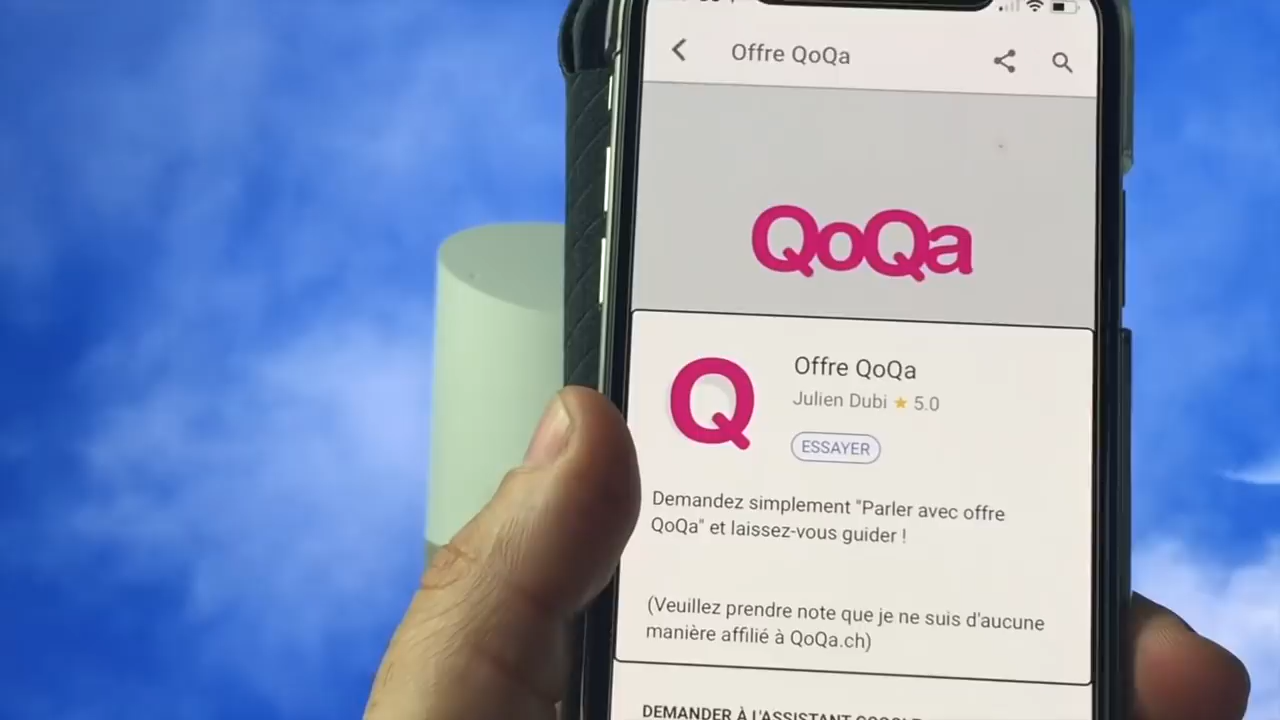 Offre QoQa
QoQa
Q
Offre QoQa
Julien Dubi ★ 5.0
ESSAYER
Demandez simplement "Parler avec offre
QoQa" et laissez-vous guider !
(Veuillez prendre note que je ne suis d'aucune
manière affilié à QoQa.ch)
DEMANDER À L'ASSISTANT GOOGLE